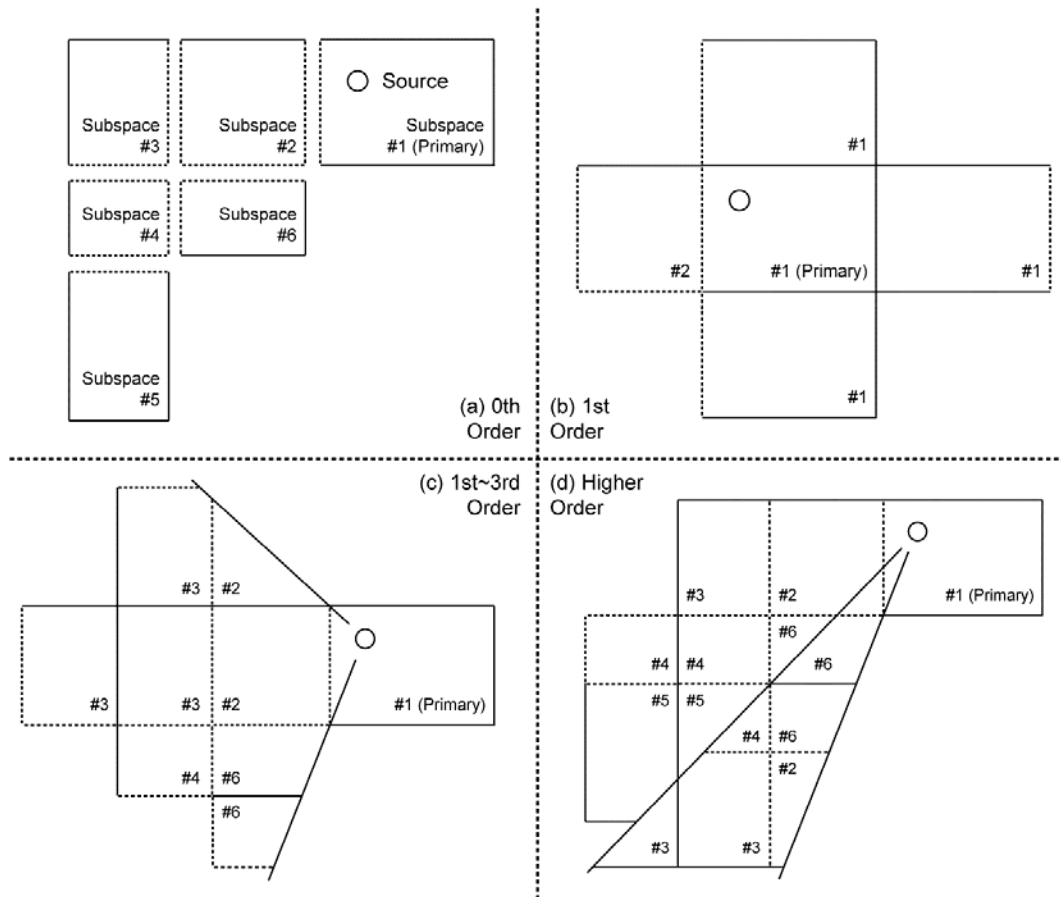 Source
Subspace
#3
Subspace
#2
Subspace
#1 (Primary)
Subspace
#4
Subspace
#6
Subspace
#5
(a) 0th
Order
#1
#2
#1 (Primary)
#1
#1
(b) 1st
Order
(c) 1st~3rd
Order
#3
#2
#3
#3
#2
#1 (Primary)
#4
#6
#6
(d) Higher
Order
#3
#2
#1 (Primary)
#6
#4
#4
#6
#5
#5
#4
#6
#2
#3
#3